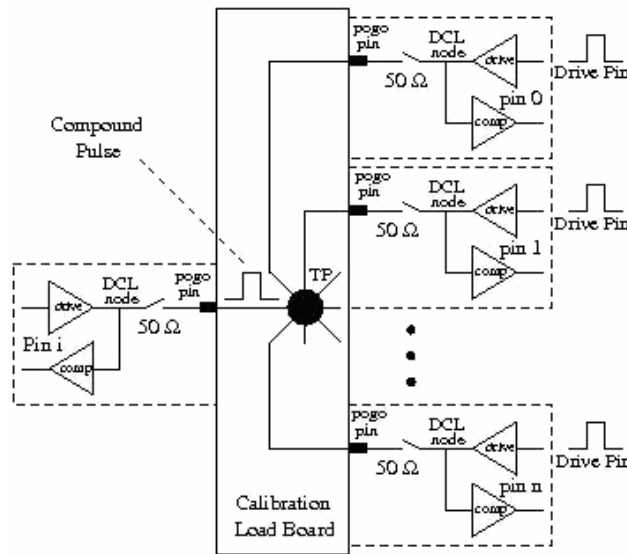 pogo
pin
DCL
node
drive
50 Ω
pin 0
comp
Drive Pin
Compound
Pulse
pogo
pin
DCL
node
drive
50 Ω
pin 1
comp
Drive Pin
TP
DCL
node
pogo
pin
drive
50 Ω
Pin i
comp
pogo
pin
DCL
node
drive
50 Ω
pin n
comp
Drive Pin
Calibration
Load Board